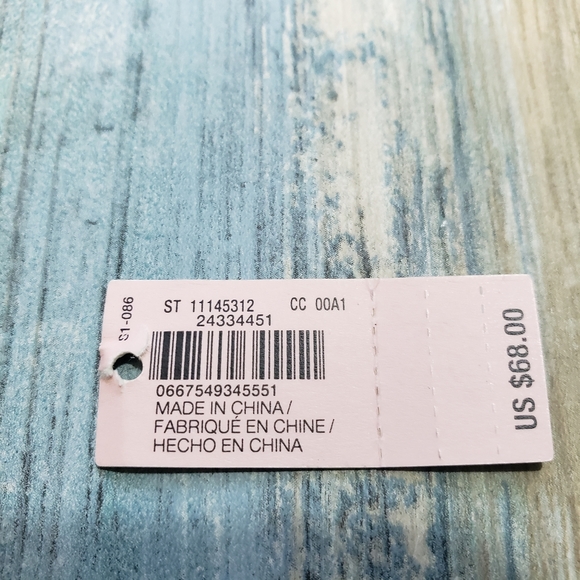 S1-086
ST 11145312 CC 00A1
24334451
0667549345551
MADE IN CHINA /
FABRIQUÉ EN CHINE /
HECHO EN CHINA
US $68.00